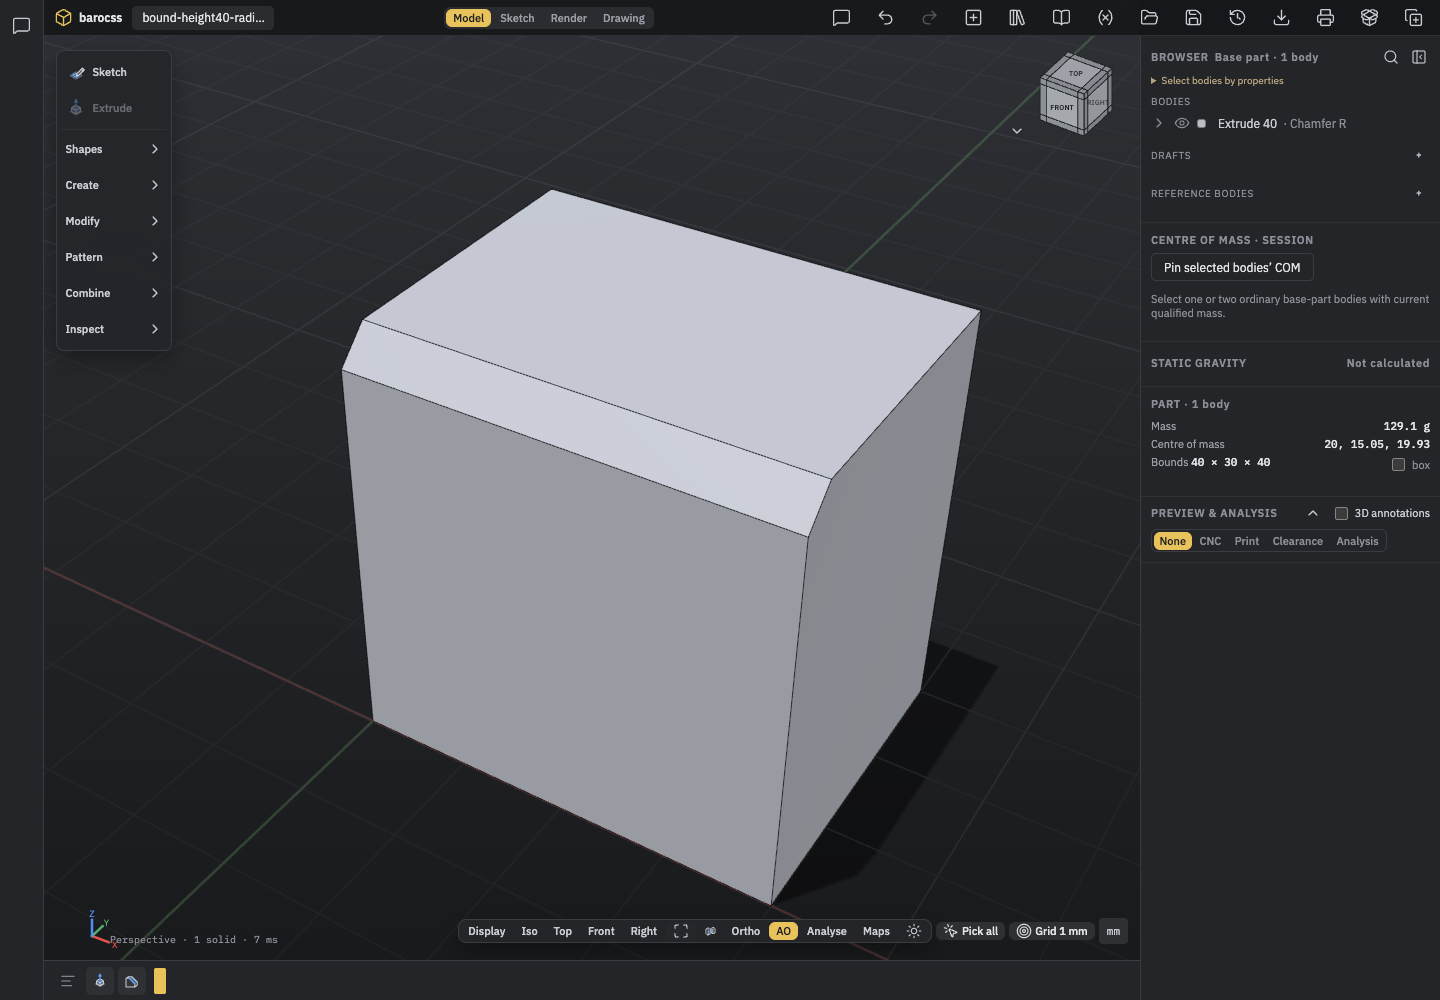 barocss
bound-height40-radi...
Model
Sketch
Render
Drawing
Sketch
Extrude
Shapes
Create
Modify
Pattern
Combine
Inspect
TOP
FRONT
RIGHT
BROWSER Base part · 1 body
Select bodies by properties
BODIES
Extrude 40 · Chamfer R
DRAFTS
REFERENCE BODIES
CENTRE OF MASS · SESSION
Pin selected bodies’ COM
Select one or two ordinary base-part bodies with current
qualified mass.
STATIC GRAVITY Not calculated
PART · 1 body
Mass 129.1 g
Centre of mass 20, 15.05, 19.93
Bounds 40 × 30 × 40 box
PREVIEW & ANALYSIS 3D annotations
None CNC Print Clearance Analysis
Z
Y
X
Perspective · 1 solid · 7 ms
Display Iso Top Front Right Ortho AO Analyse Maps Pick all Grid 1 mm mm